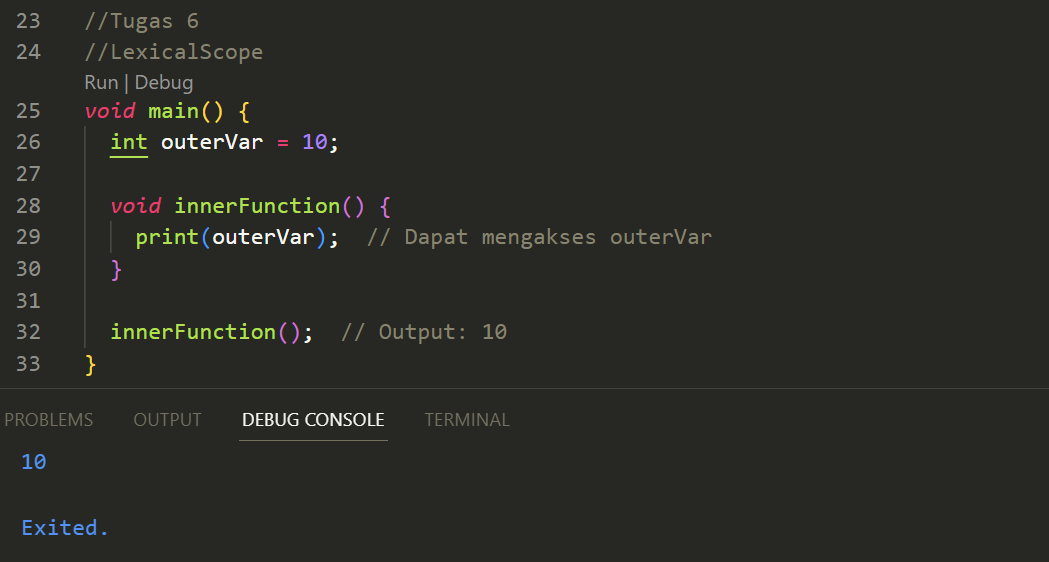 23 //Tugas 6
24 //LexicalScope
Run | Debug
25 void main() {
26   int outerVar = 10;
27
28   void innerFunction() {
29     print(outerVar);  // Dapat mengakses outerVar
30   }
31
32   innerFunction();  // Output: 10
33 }
PROBLEMS OUTPUT DEBUG CONSOLE TERMINAL
10
Exited.